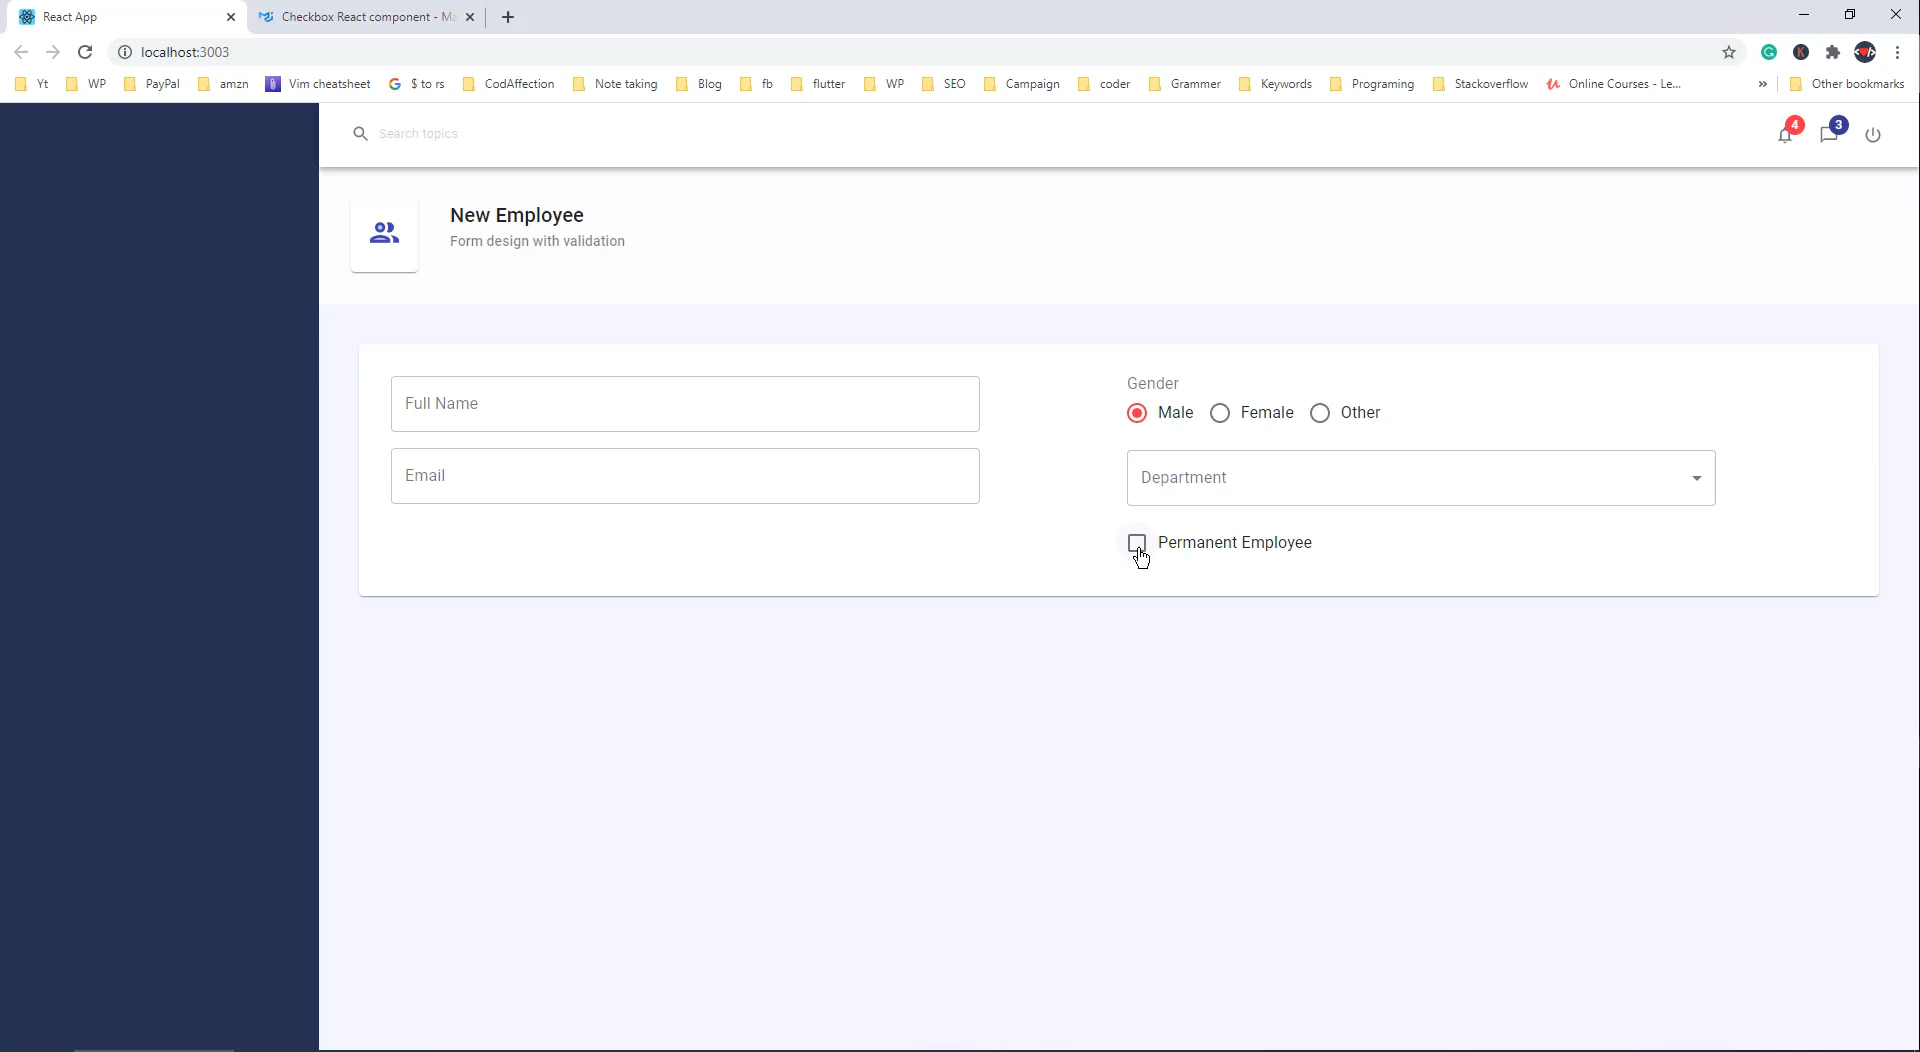 React App
Checkbox React component - Ma
localhost:3003
Yt WP PayPal amzn Vim cheatsheet $ to rs CodAffection Note taking Blog fb flutter WP SEO Campaign coder Grammer Keywords Programing Stackoverflow Online Courses - Le... » Other bookmarks
Search topics
4
3
New Employee
Form design with validation
Full Name
Email
Gender
Male Female Other
Department
Permanent Employee